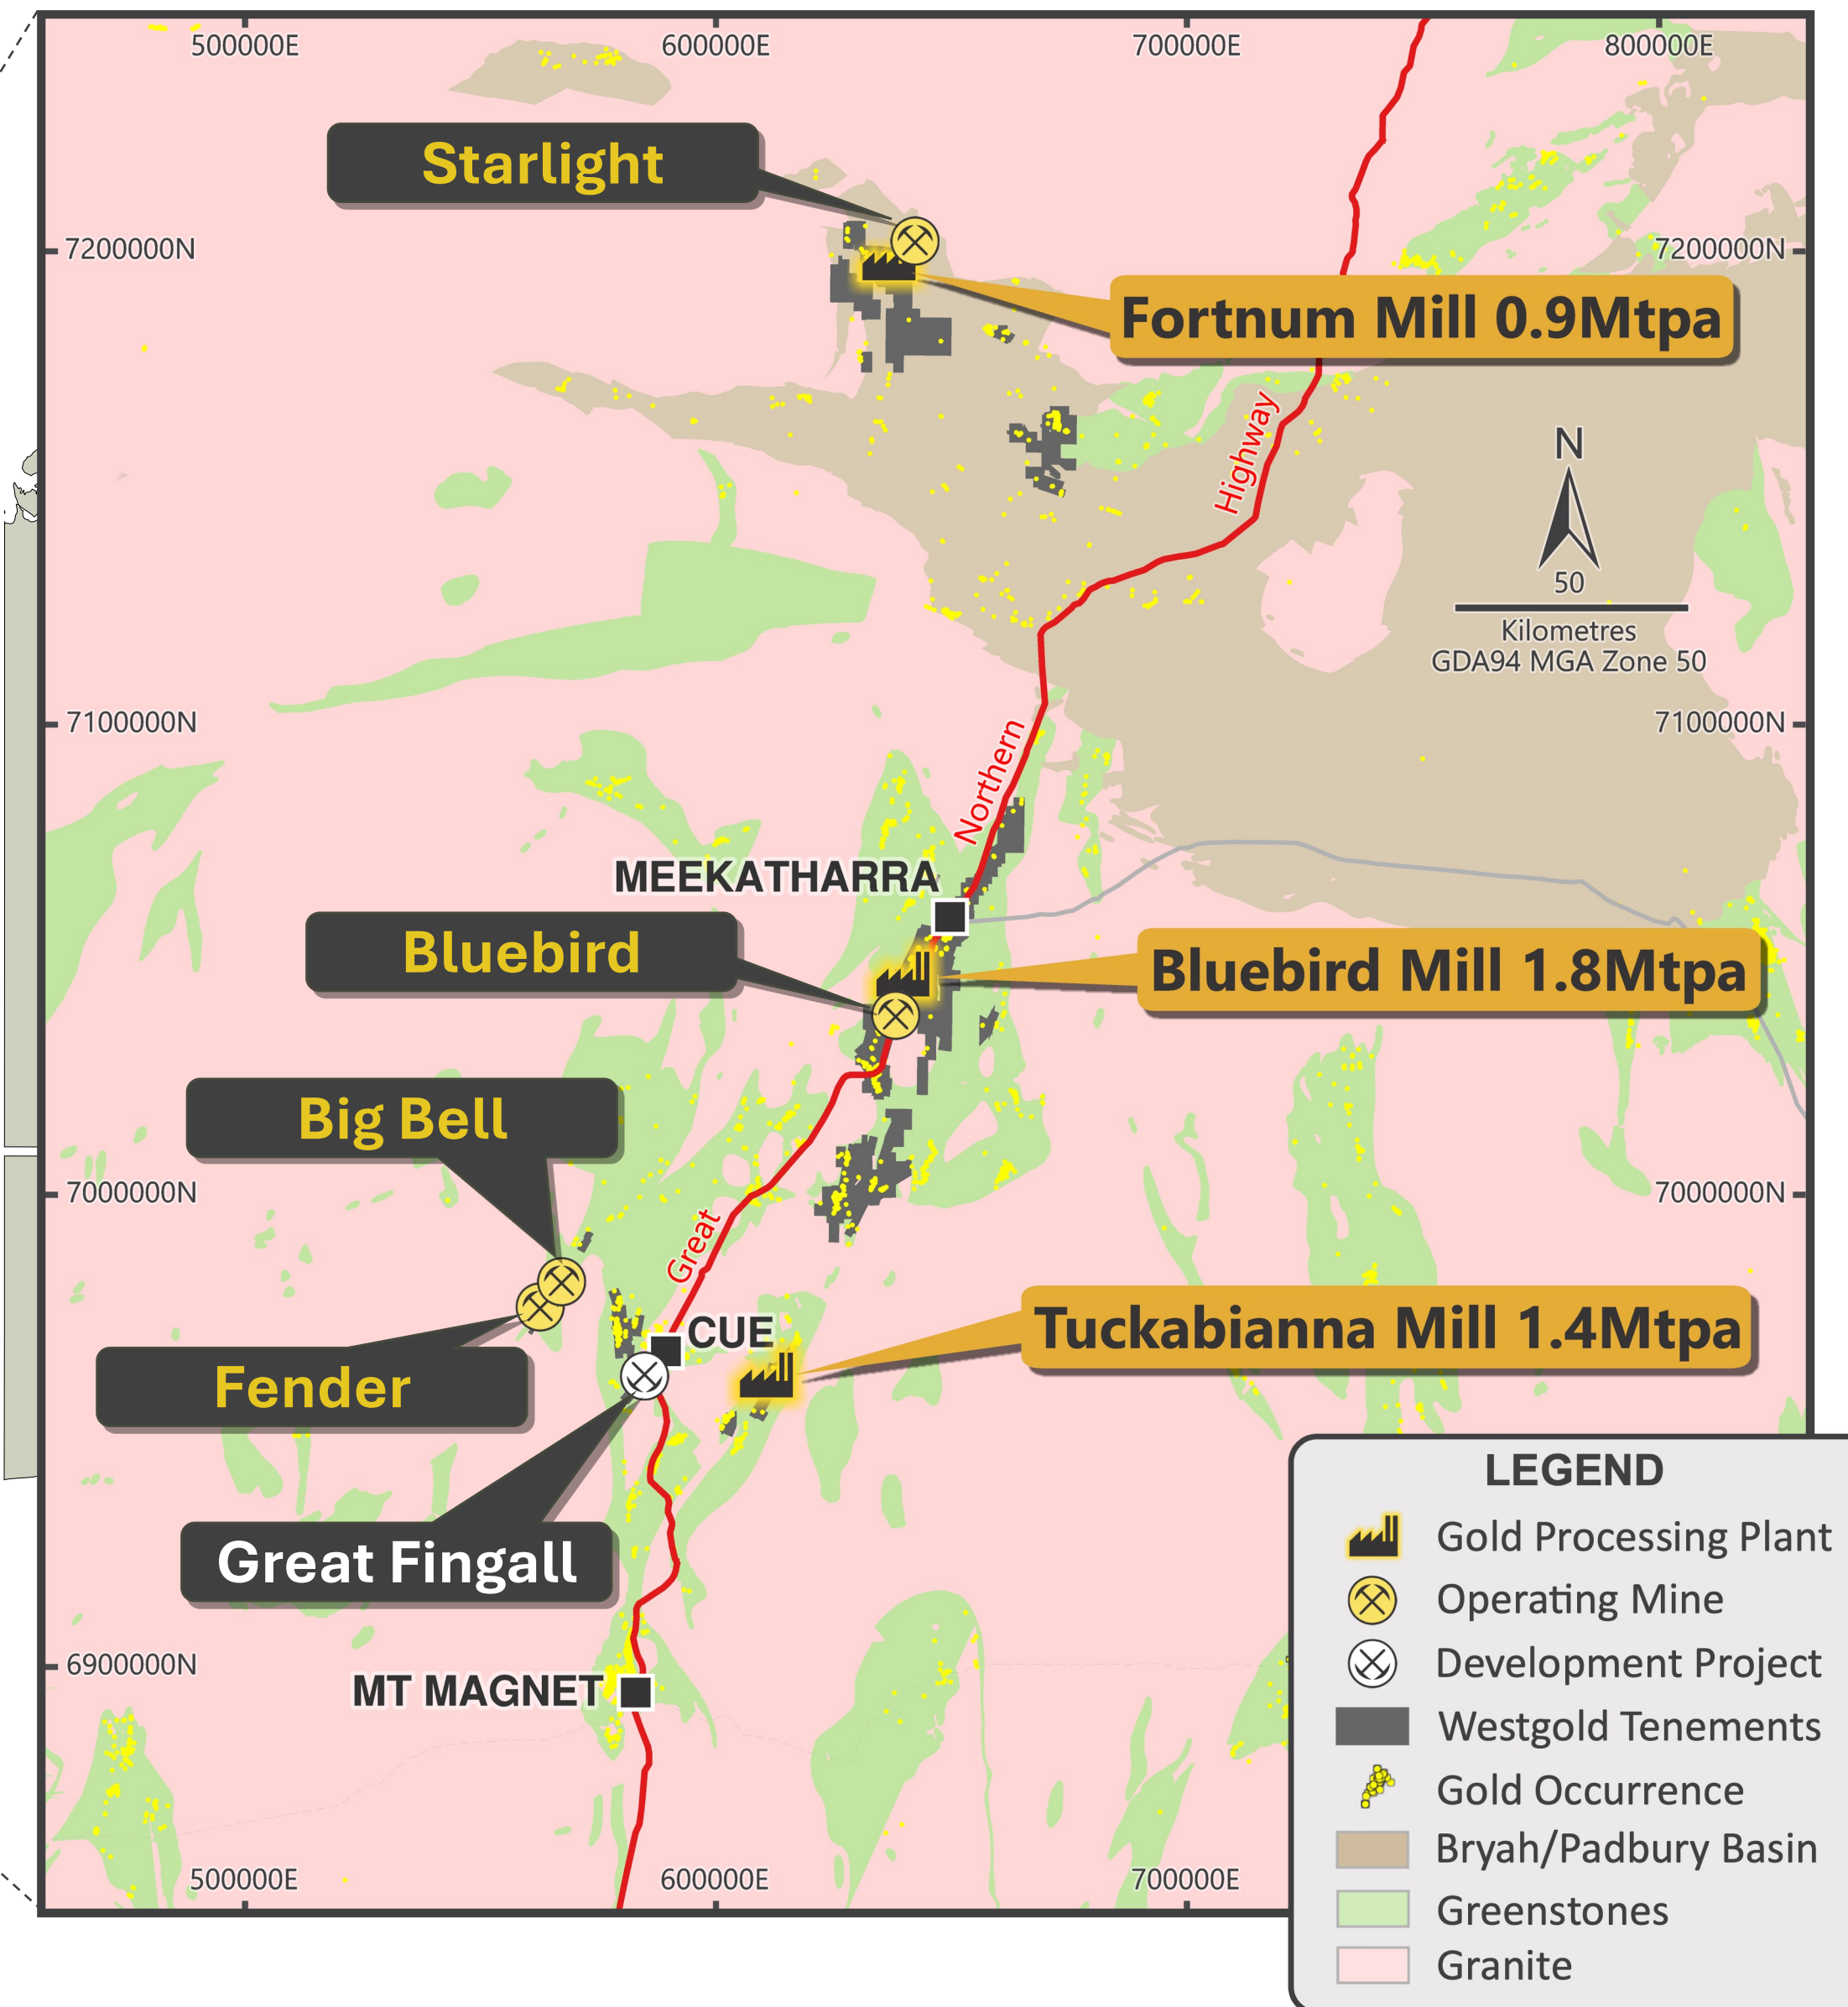 500000E
600000E
700000E
800000E
Starlight
7200000N
7200000N
Fortnum Mill 0.9Mtpa
Highway
N
50
Kilometres
GDA94 MGA Zone 50
7100000N
7100000N
Northern
MEEKATHARRA
Bluebird
Bluebird Mill 1.8Mtpa
Big Bell
7000000N
7000000N
Great
CUE
Tuckabianna Mill 1.4Mtpa
Fender
Great Fingall
6900000N
MT MAGNET
500000E
600000E
700000E
LEGEND
Gold Processing Plant
Operating Mine
Development Project
Westgold Tenements
Gold Occurrence
Bryah/Padbury Basin
Greenstones
Granite